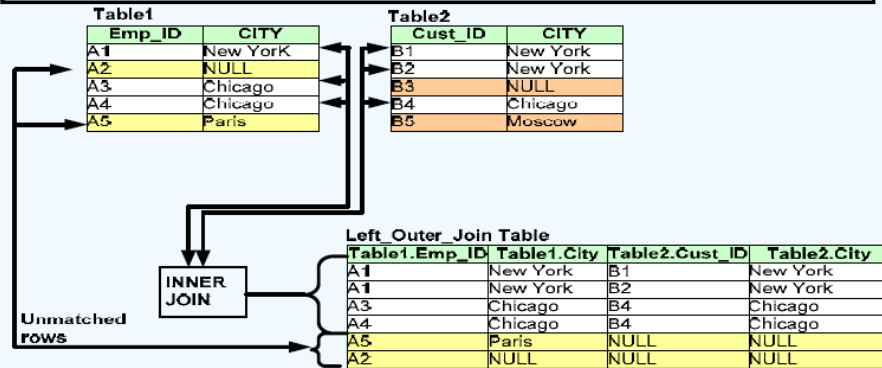 Table1
Emp_ID CITY
A1 New YorK
A2 NULL
A3 Chicago
A4 Chicago
A5 Paris
Table2
Cust_ID CITY
B1 New York
B2 New York
B3 NULL
B4 Chicago
B5 Moscow
INNER
JOIN
Unmatched
rows
Left_Outer_Join Table
Table1.Emp_ID Table1.City Table2.Cust_ID Table2.City
A1 New York B1 New York
A1 New York B2 New York
A3 Chicago B4 Chicago
A4 Chicago B4 Chicago
A5 Paris NULL NULL
A2 NULL NULL NULL